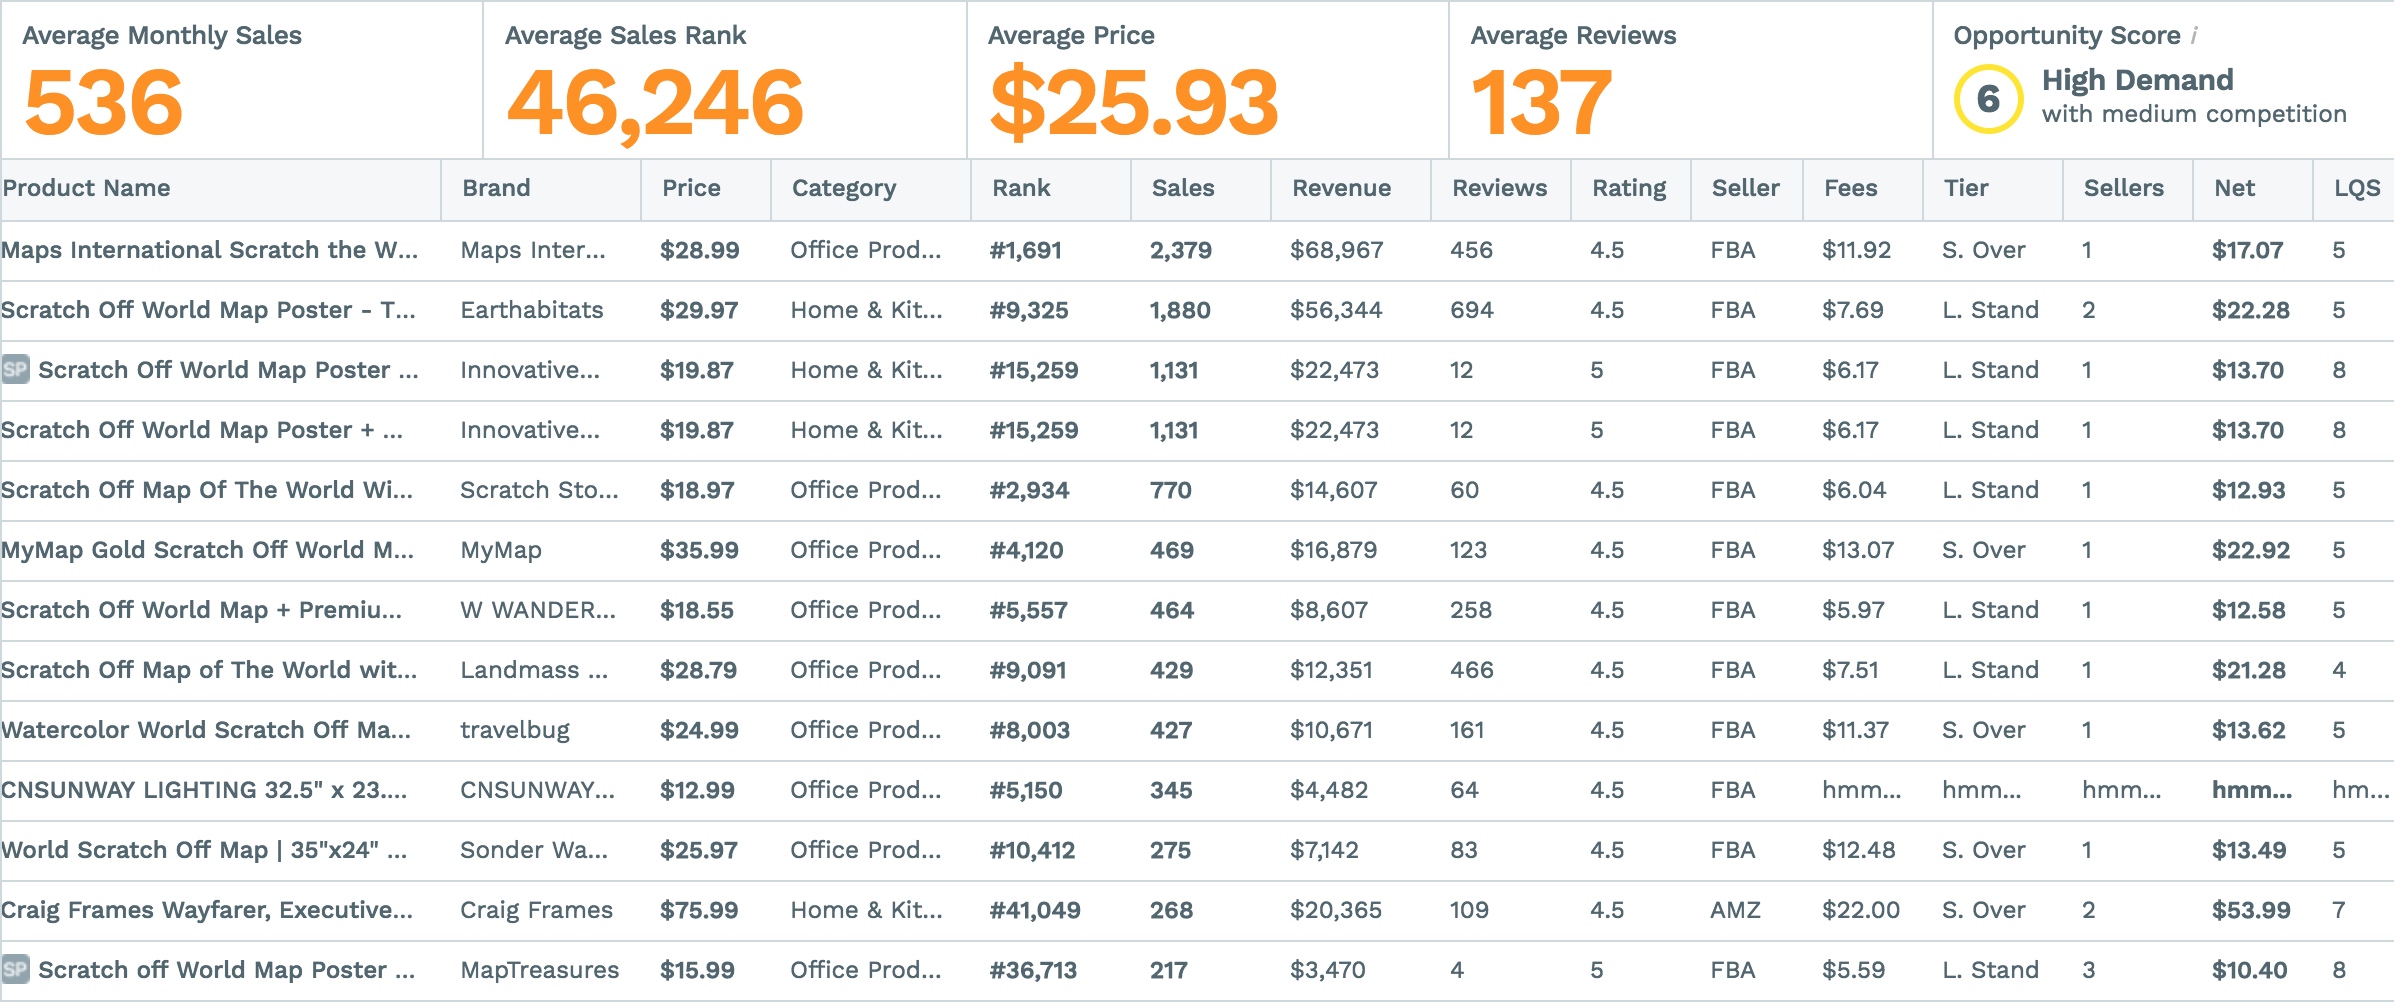 Average Monthly Sales Average Sales Rank Average Price Average Reviews Opportunity Score i
536 46,246 $25.93 137 6 High Demand
with medium competition
Product Name Brand Price Category Rank Sales Revenue Reviews Rating Seller Fees Tier Sellers Net LQS
Maps International Scratch the W... Maps Inter... $28.99 Office Prod... #1,691 2,379 $68,967 456 4.5 FBA $11.92 S. Over 1 $17.07 5
Scratch Off World Map Poster - T... Earthabitats $29.97 Home & Kit... #9,325 1,880 $56,344 694 4.5 FBA $7.69 L. Stand 2 $22.28 5
SP Scratch Off World Map Poster ... Innovative... $19.87 Home & Kit... #15,259 1,131 $22,473 12 5 FBA $6.17 L. Stand 1 $13.70 8
Scratch Off World Map Poster + ... Innovative... $19.87 Home & Kit... #15,259 1,131 $22,473 12 5 FBA $6.17 L. Stand 1 $13.70 8
Scratch Off Map Of The World Wi... Scratch Sto... $18.97 Office Prod... #2,934 770 $14,607 60 4.5 FBA $6.04 L. Stand 1 $12.93 5
MyMap Gold Scratch Off World M... MyMap $35.99 Office Prod... #4,120 469 $16,879 123 4.5 FBA $13.07 S. Over 1 $22.92 5
Scratch Off World Map + Premiu... W WANDER... $18.55 Office Prod... #5,557 464 $8,607 258 4.5 FBA $5.97 L. Stand 1 $12.58 5
Scratch Off Map of The World wit... Landmass ... $28.79 Office Prod... #9,091 429 $12,351 466 4.5 FBA $7.51 L. Stand 1 $21.28 4
Watercolor World Scratch Off Ma... travelbug $24.99 Office Prod... #8,003 427 $10,671 161 4.5 FBA $11.37 S. Over 1 $13.62 5
CNSUNWAY LIGHTING 32.5" x 23.... CNSUNWAY... $12.99 Office Prod... #5,150 345 $4,482 64 4.5 FBA hmm... hmm... hmm... hmm... hm...
World Scratch Off Map | 35"x24" ... Sonder Wa... $25.97 Office Prod... #10,412 275 $7,142 83 4.5 FBA $12.48 S. Over 1 $13.49 5
Craig Frames Wayfarer, Executive... Craig Frames $75.99 Home & Kit... #41,049 268 $20,365 109 4.5 AMZ $22.00 S. Over 2 $53.99 7
SP Scratch off World Map Poster ... MapTreasures $15.99 Office Prod... #36,713 217 $3,470 4 5 FBA $5.59 L. Stand 3 $10.40 8